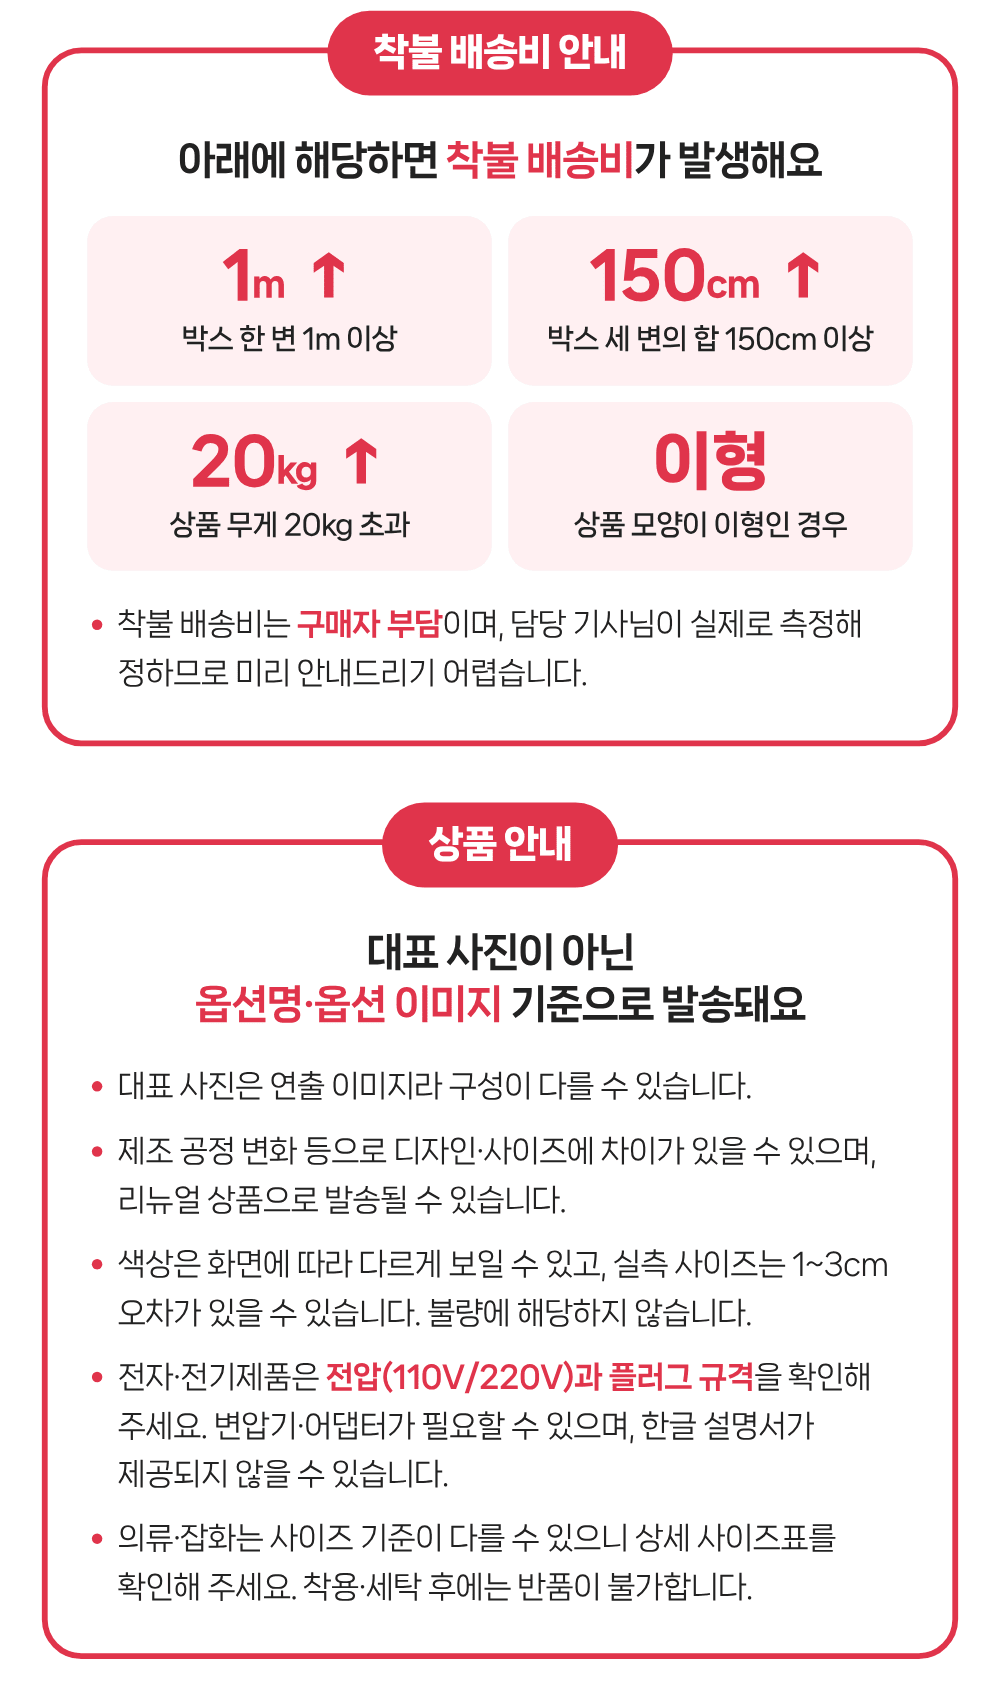 착불 배송비 안내
아래에 해당하면 착불 배송비가 발생해요
1m ↑
박스 한 변 1m 이상
150cm ↑
박스 세 변의 합 150cm 이상
20kg ↑
상품 무게 20kg 초과
이형
상품 모양이 이형인 경우
• 착불 배송비는 구매자 부담이며, 담당 기사님이 실제로 측정해
정하므로 미리 안내드리기 어렵습니다.
상품 안내
대표 사진이 아닌
옵션명·옵션 이미지 기준으로 발송돼요
• 대표 사진은 연출 이미지라 구성이 다를 수 있습니다.
• 제조 공정 변화 등으로 디자인·사이즈에 차이가 있을 수 있으며,
리뉴얼 상품으로 발송될 수 있습니다.
• 색상은 화면에 따라 다르게 보일 수 있고, 실측 사이즈는 1~3cm
오차가 있을 수 있습니다. 불량에 해당하지 않습니다.
• 전자·전기제품은 전압(110V/220V)과 플러그 규격을 확인해
주세요. 변압기·어댑터가 필요할 수 있으며, 한글 설명서가
제공되지 않을 수 있습니다.
• 의류·잡화는 사이즈 기준이 다를 수 있으니 상세 사이즈표를
확인해 주세요. 착용·세탁 후에는 반품이 불가합니다.